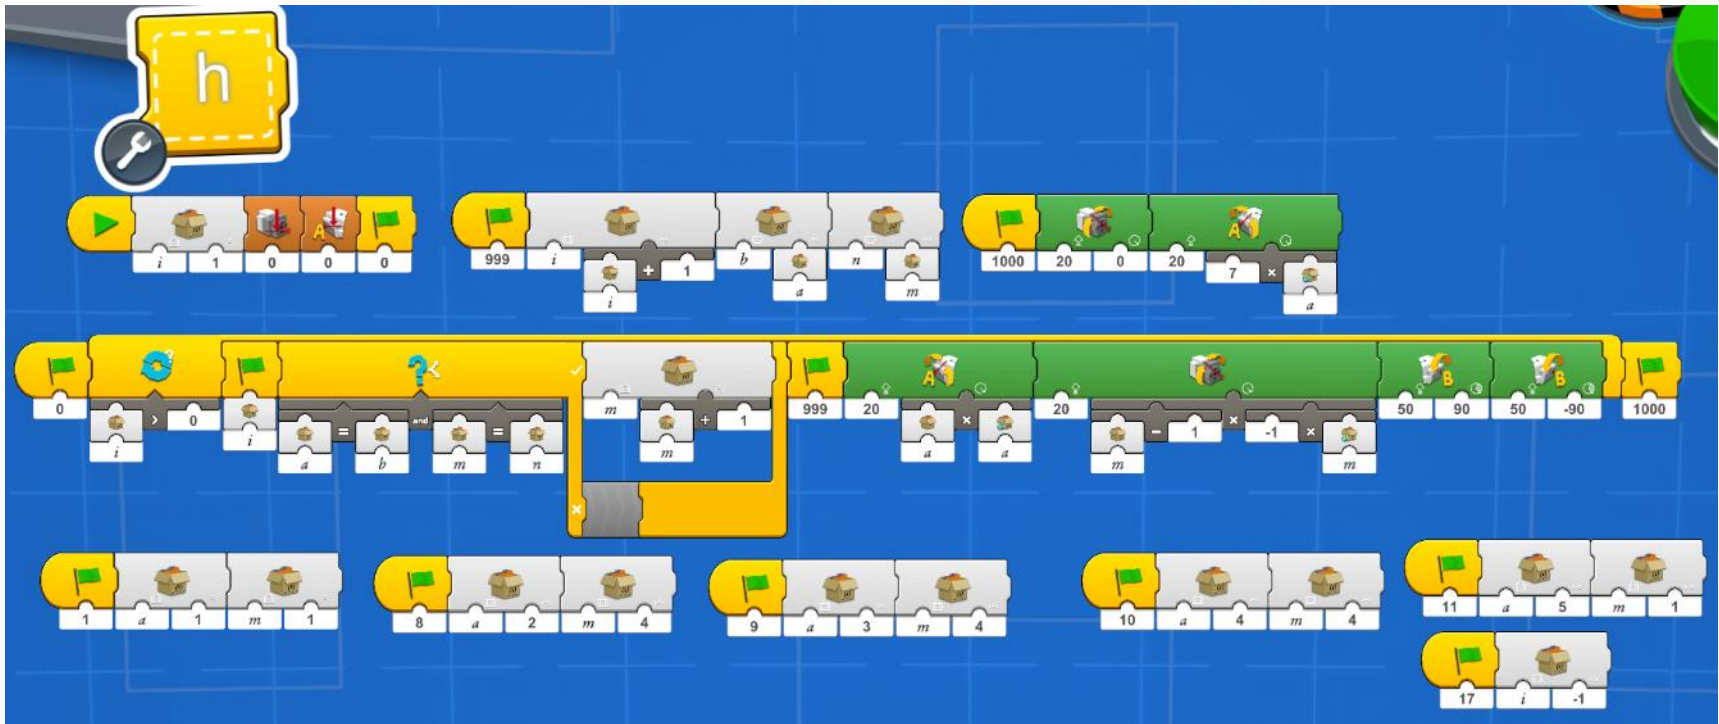 h
i 1 0 0 0
999 i + 1 b n
i a m
1000 20 0 20 7 × A
a
0 > 0 i = and = m + 1 999 20 × 20 - 1 × -1 × 50 90 50 -90 1000
A B B
i a b m n m a a m m
1 a 1 m 1
8 a 2 m 4
9 a 3 m 4
10 a 4 m 4
11 a 5 m 1
17 i -1